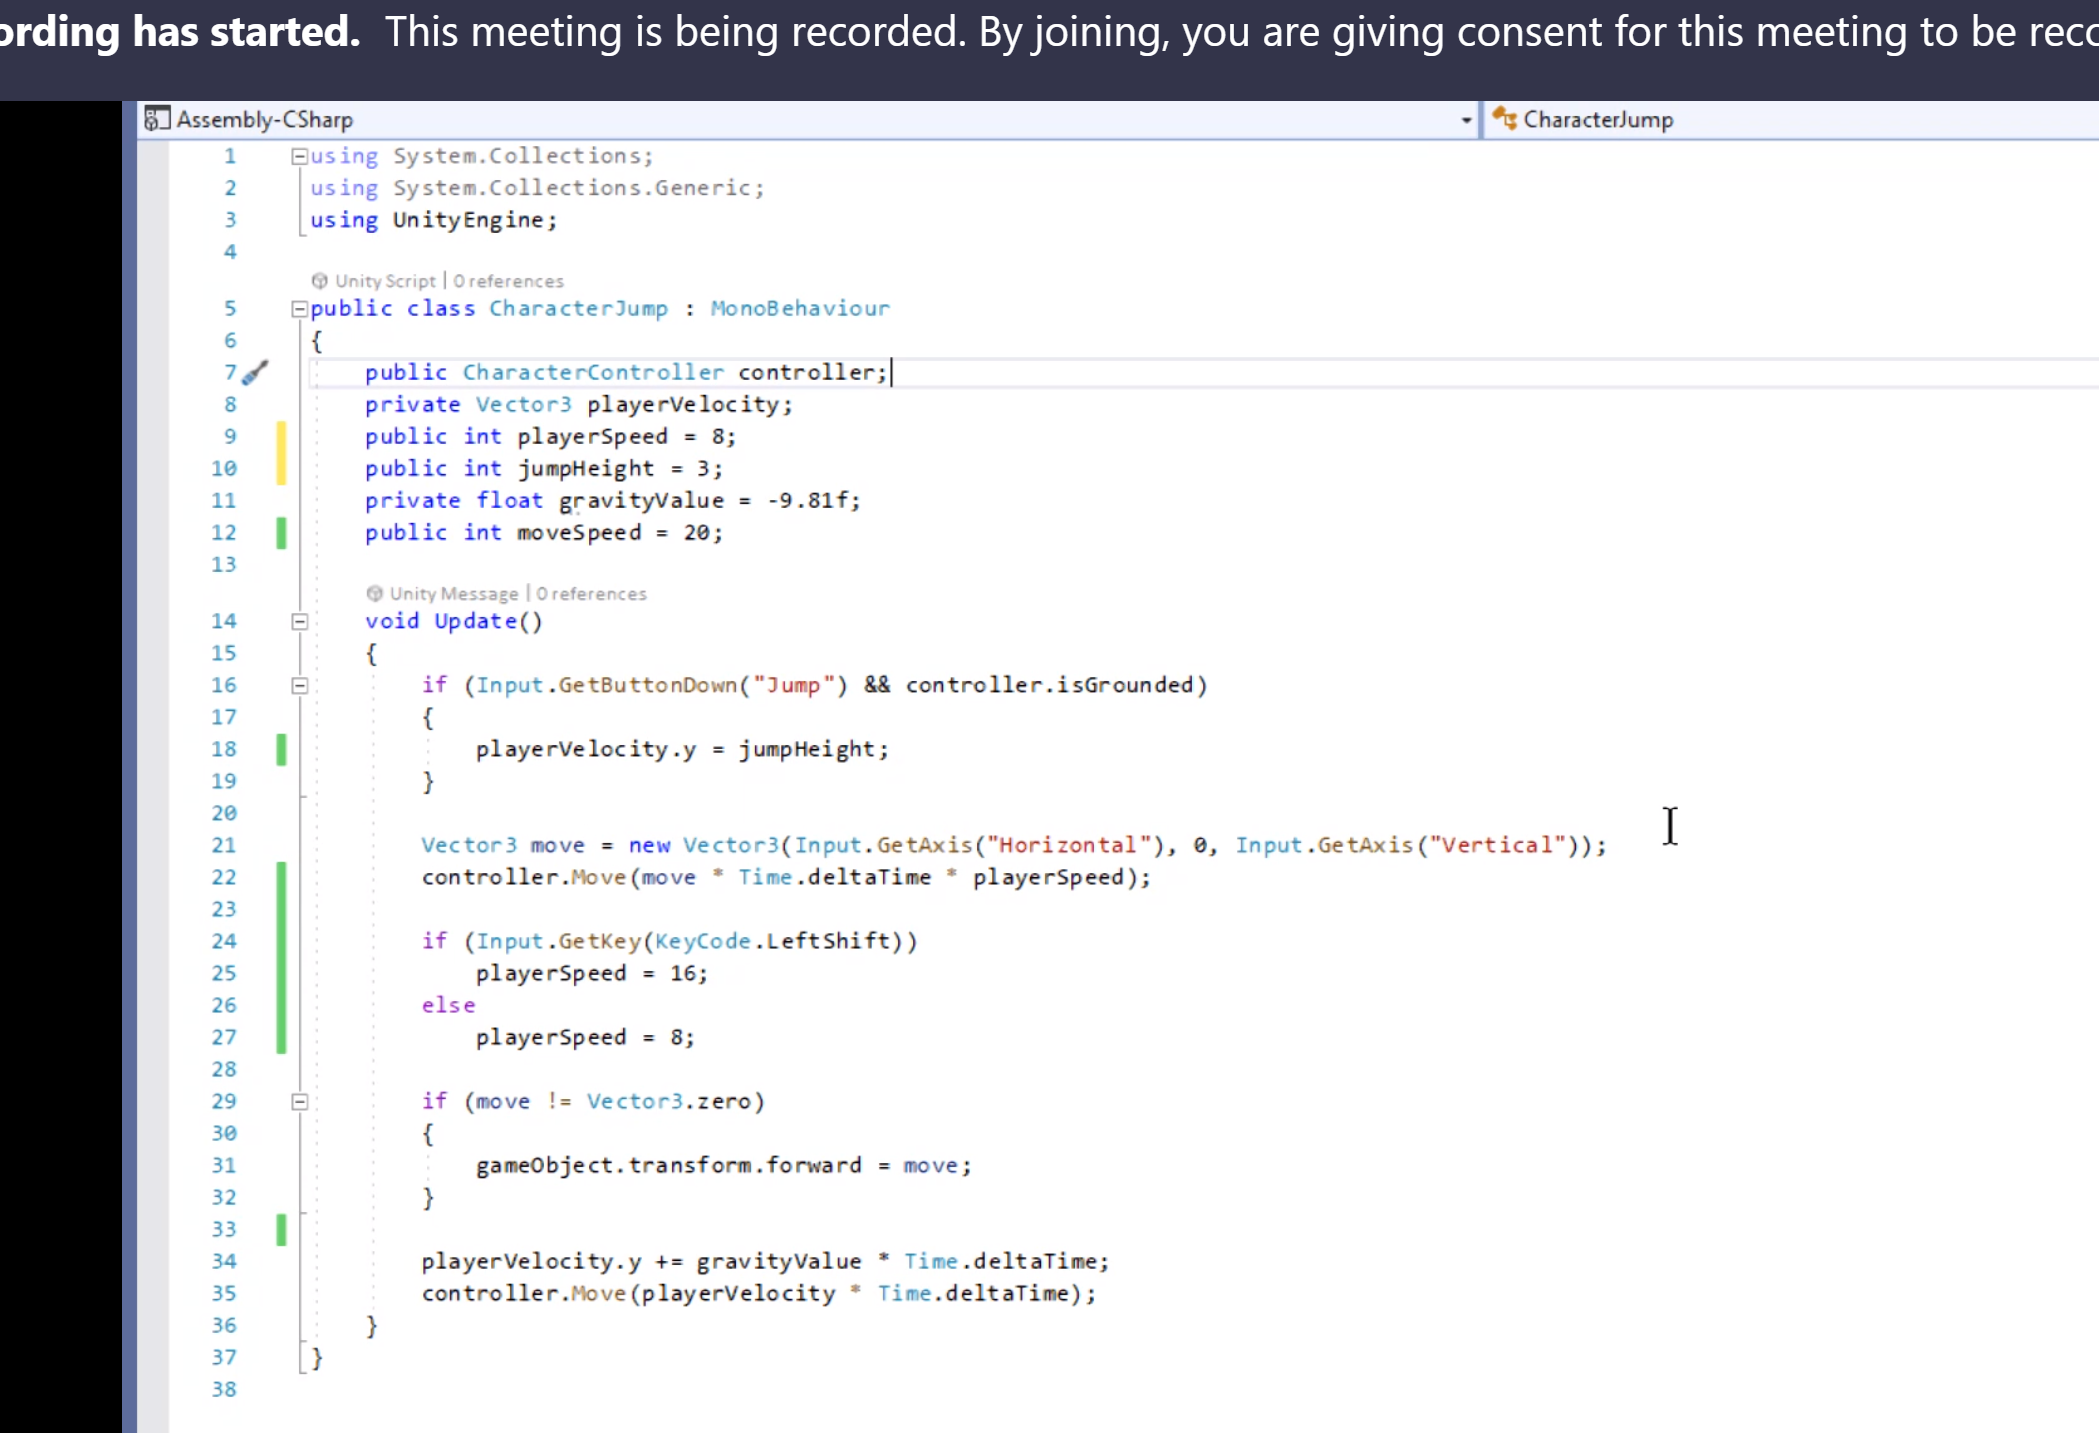 ording has started. This meeting is being recorded. By joining, you are giving consent for this meeting to be reco
Assembly-CSharp CharacterJump
1 using System.Collections;
2 using System.Collections.Generic;
3 using UnityEngine;
4
Unity Script | 0 references
5 public class CharacterJump : MonoBehaviour
6 {
7 public CharacterController controller;
8 private Vector3 playerVelocity;
9 public int playerSpeed = 8;
10 public int jumpHeight = 3;
11 private float gravityValue = -9.81f;
12 public int moveSpeed = 20;
13
Unity Message | 0 references
14 void Update()
15 {
16 if (Input.GetButtonDown("Jump") && controller.isGrounded)
17 {
18 playerVelocity.y = jumpHeight;
19 }
20
21 Vector3 move = new Vector3(Input.GetAxis("Horizontal"), 0, Input.GetAxis("Vertical"));
22 controller.Move(move * Time.deltaTime * playerSpeed);
23
24 if (Input.GetKey(KeyCode.LeftShift))
25 playerSpeed = 16;
26 else
27 playerSpeed = 8;
28
29 if (move != Vector3.zero)
30 {
31 gameObject.transform.forward = move;
32 }
33
34 playerVelocity.y += gravityValue * Time.deltaTime;
35 controller.Move(playerVelocity * Time.deltaTime);
36 }
37 }
38